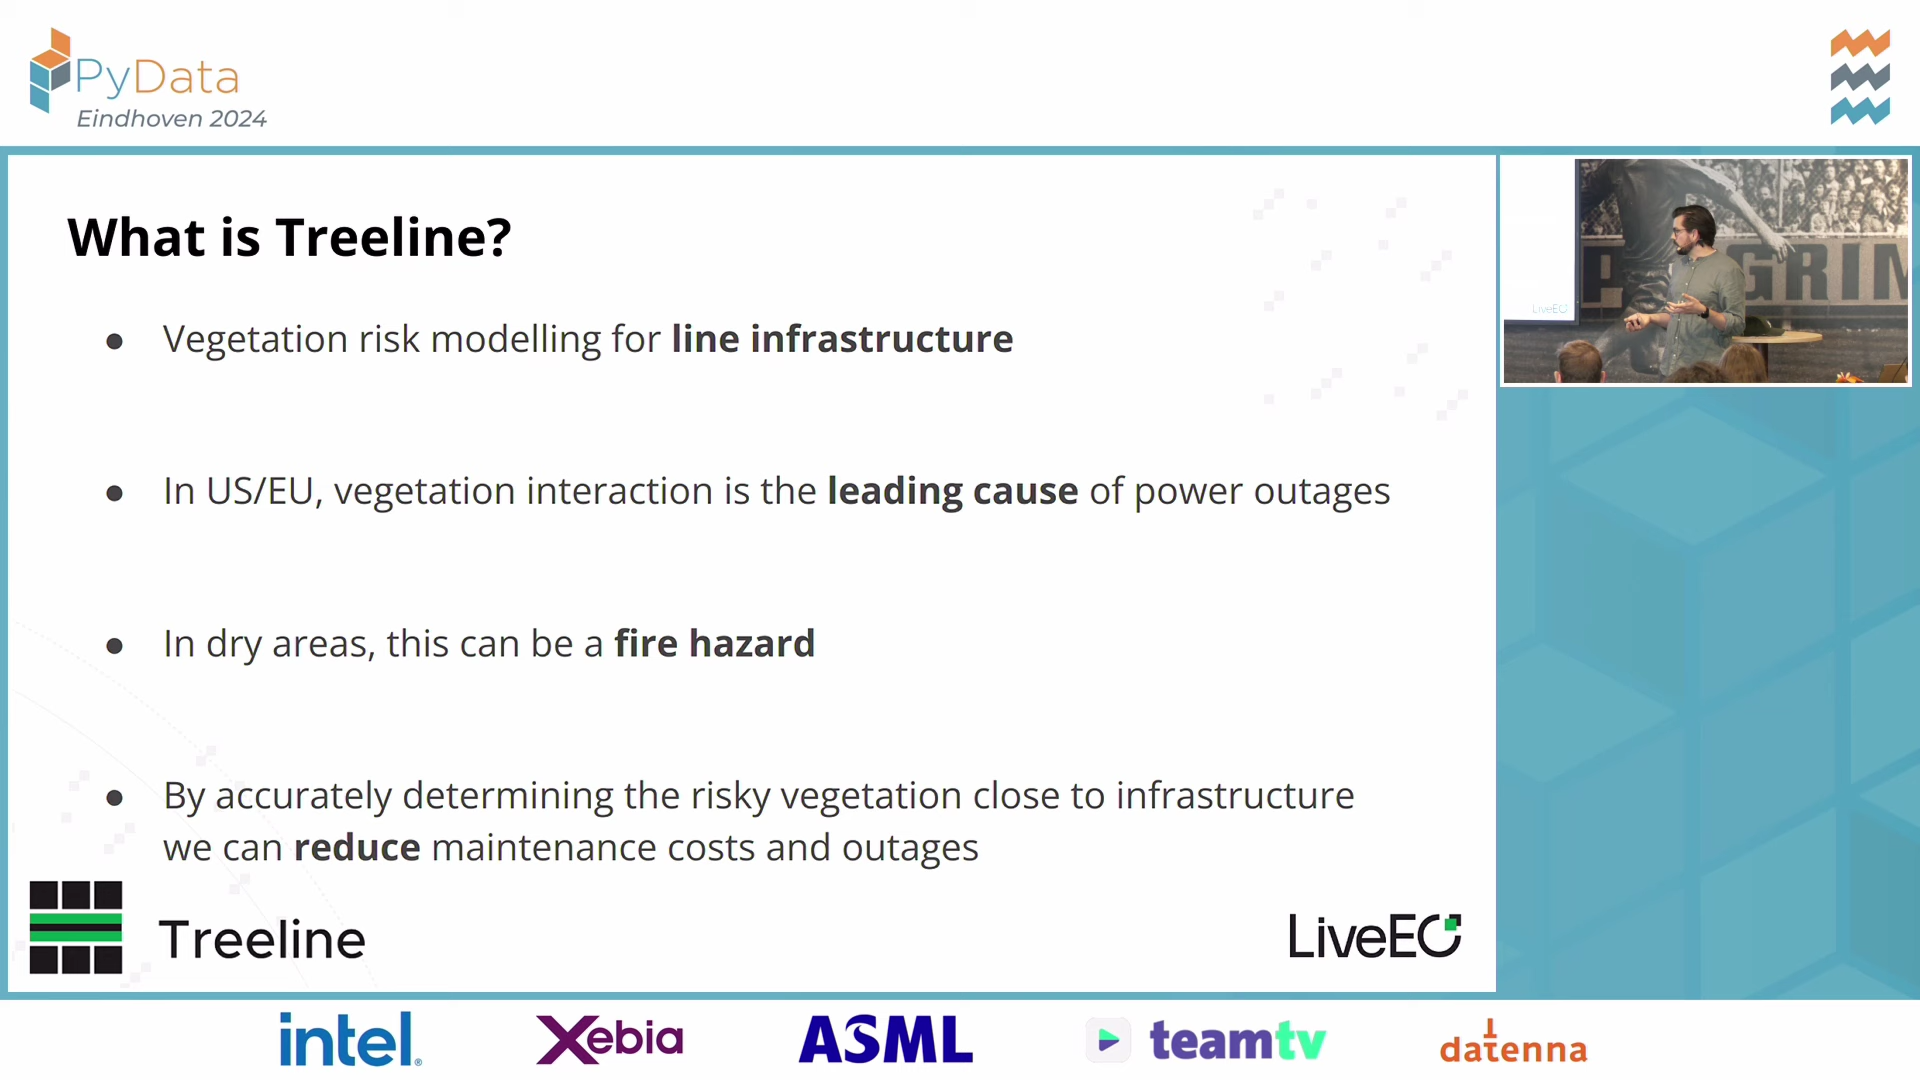 PyData
Eindhoven 2024
What is Treeline?
● Vegetation risk modelling for line infrastructure
● In US/EU, vegetation interaction is the leading cause of power outages
● In dry areas, this can be a fire hazard
● By accurately determining the risky vegetation close to infrastructure
we can reduce maintenance costs and outages
Treeline
LiveEO
LiveEO
intel.
Xebia
ASML
teamtv
datenna